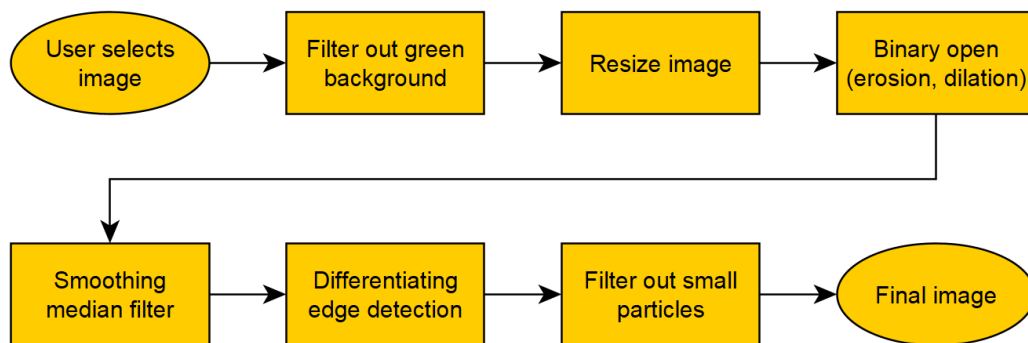 User selects
image
Filter out green
background
Resize image
Binary open
(erosion, dilation)
Smoothing
median filter
Differentiating
edge detection
Filter out small
particles
Final image